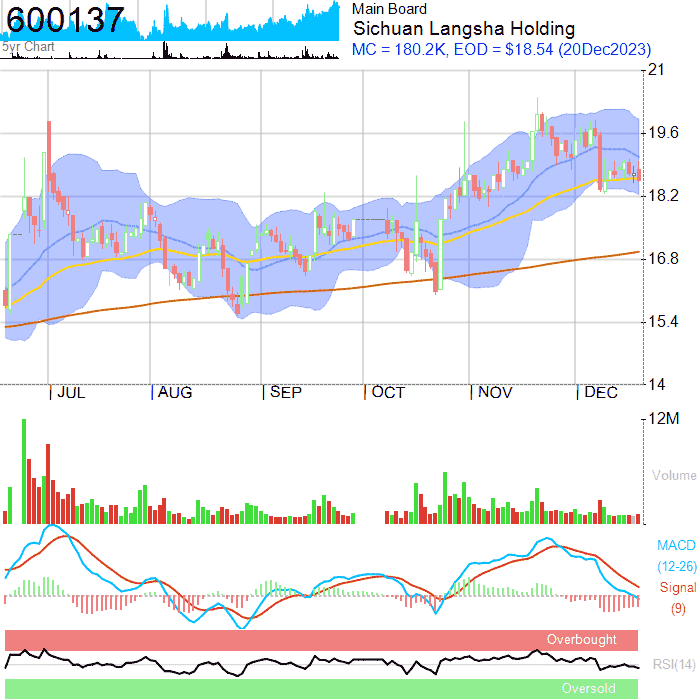 600137
5yr Chart
Main Board
Sichuan Langsha Holding
MC = 180.2K, EOD = $18.54 (20Dec2023)
21
19.6
18.2
16.8
15.4
14
JUL AUG SEP OCT NOV DEC
12M
Volume
MACD
(12-26)
Signal
(9)
Overbought
RSI(14)
Oversold